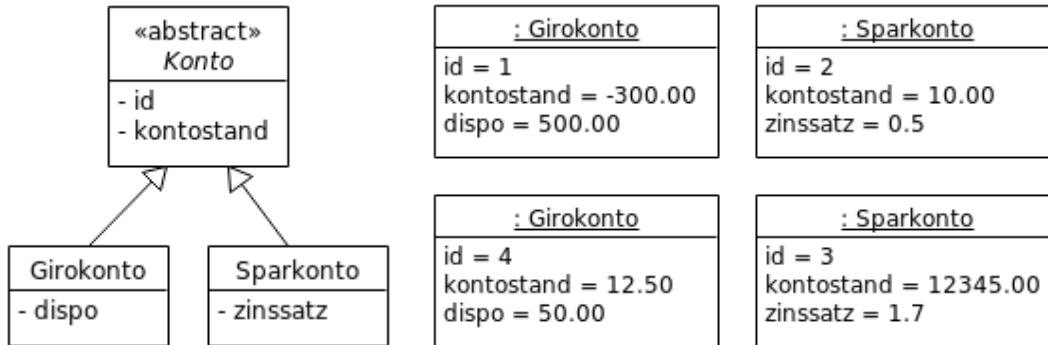 «abstract»
Konto
- id
- kontostand
Girokonto
- dispo
Sparkonto
- zinssatz
: Girokonto
id = 1
kontostand = -300.00
dispo = 500.00
: Sparkonto
id = 2
kontostand = 10.00
zinssatz = 0.5
: Girokonto
id = 4
kontostand = 12.50
dispo = 50.00
: Sparkonto
id = 3
kontostand = 12345.00
zinssatz = 1.7